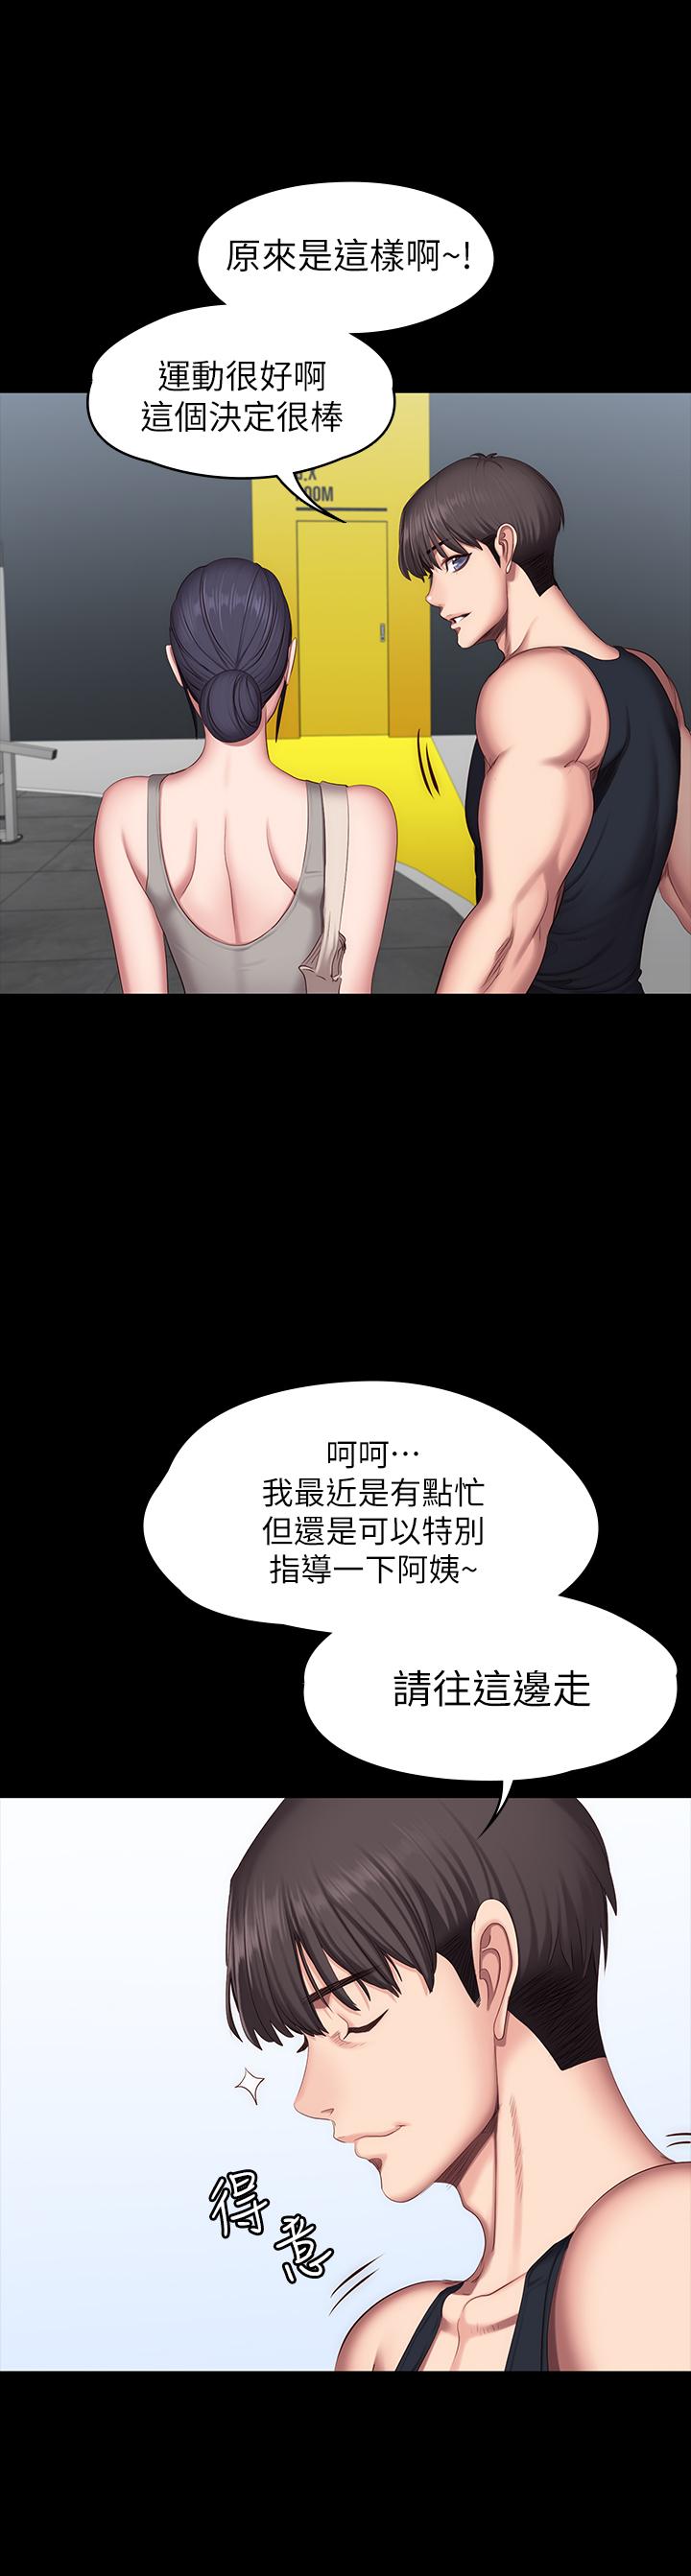 原來是這樣啊~!
運動很好啊
這個決定很棒
.X
ROOM
呵呵…
我最近是有點忙
但還是可以特別
指導一下阿姨~
請往這邊走
得意